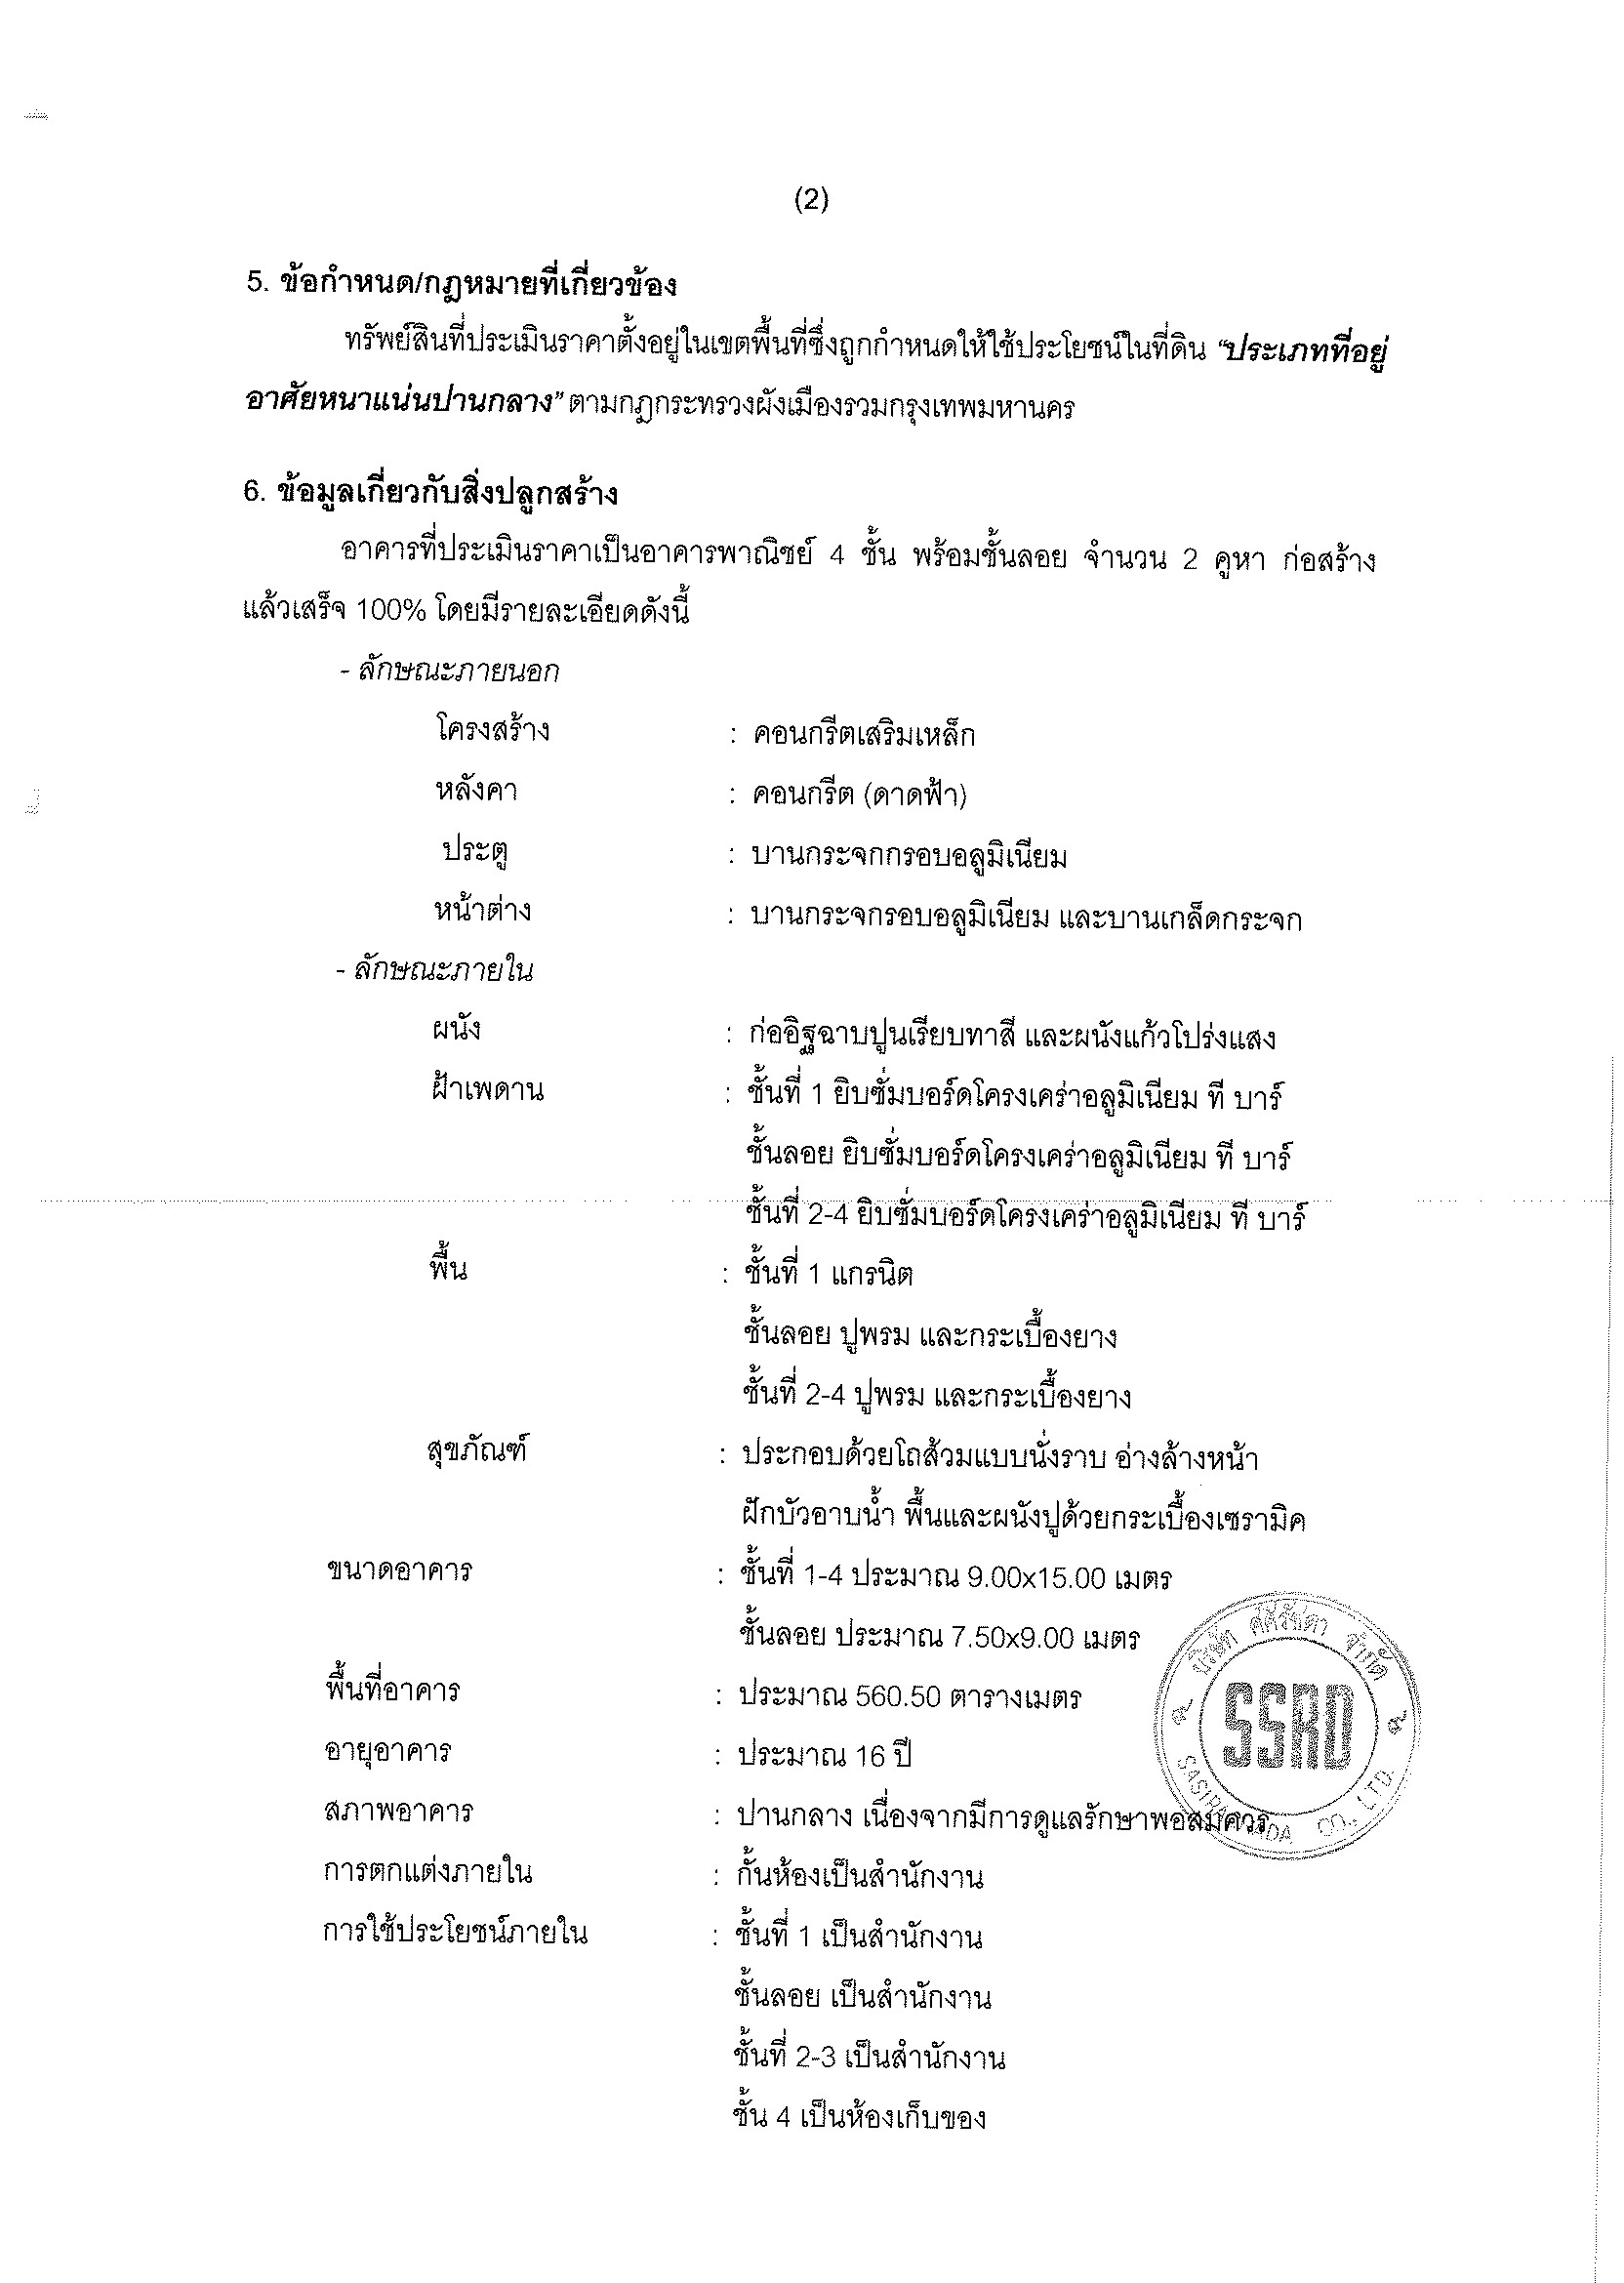 (2)
5. ข้อกำหนด/กฎหมายที่เกี่ยวข้อง
ทรัพย์สินที่ประเมินราคาตั้งอยู่ในเขตพื้นที่ซึ่งถูกกำหนดให้ใช้ประโยชน์ในที่ดิน "ประเภทที่อยู่
อาศัยหนาแน่นปานกลาง" ตามกฎกระทรวงผังเมืองรวมกรุงเทพมหานคร
6. ข้อมูลเกี่ยวกับสิ่งปลูกสร้าง
อาคารที่ประเมินราคาเป็นอาคารพาณิชย์ 4 ชั้น พร้อมชั้นลอย จำนวน 2 คูหา ก่อสร้าง
แล้วเสร็จ 100% โดยมีรายละเอียดดังนี้
- ลักษณะภายนอก
โครงสร้าง : คอนกรีตเสริมเหล็ก
หลังคา : คอนกรีต (ดาดฟ้า)
ประตู : บานกระจกกรอบอลูมิเนียม
หน้าต่าง : บานกระจกรอบอลูมิเนียม และบานเกล็ดกระจก
- ลักษณะภายใน
ผนัง : ก่ออิฐฉาบปูนเรียบทาสี และผนังแก้วโปร่งแสง
ฝ้าเพดาน : ชั้นที่ 1 ยิบซั่มบอร์ดโครงเคร่าอลูมิเนียม ที บาร์
ชั้นลอย ยิบซั่มบอร์ดโครงเคร่าอลูมิเนียม ที บาร์
ชั้นที่ 2-4 ยิบซั่มบอร์ดโครงเคร่าอลูมิเนียม ที บาร์
พื้น : ชั้นที่ 1 แกรนิต
ชั้นลอย ปูพรม และกระเบื้องยาง
ชั้นที่ 2-4 ปูพรม และกระเบื้องยาง
สุขภัณฑ์ : ประกอบด้วยโถส้วมแบบนั่งราบ อ่างล้างหน้า
ฝักบัวอาบน้ำ พื้นและผนังปูด้วยกระเบื้องเซรามิค
ขนาดอาคาร : ชั้นที่ 1-4 ประมาณ 9.00x15.00 เมตร
ชั้นลอย ประมาณ 7.50x9.00 เมตร
พื้นที่อาคาร : ประมาณ 560.50 ตารางเมตร
อายุอาคาร : ประมาณ 16 ปี
สภาพอาคาร : ปานกลาง เนื่องจากมีการดูแลรักษาพอสมควร
การตกแต่งภายใน : กั้นห้องเป็นสำนักงาน
การใช้ประโยชน์ภายใน : ชั้นที่ 1 เป็นสำนักงาน
ชั้นลอย เป็นสำนักงาน
ชั้นที่ 2-3 เป็นสำนักงาน
ชั้น 4 เป็นห้องเก็บของ
บริษัท ศศิรัชดา จำกัด
SSRD
CO., LTD.